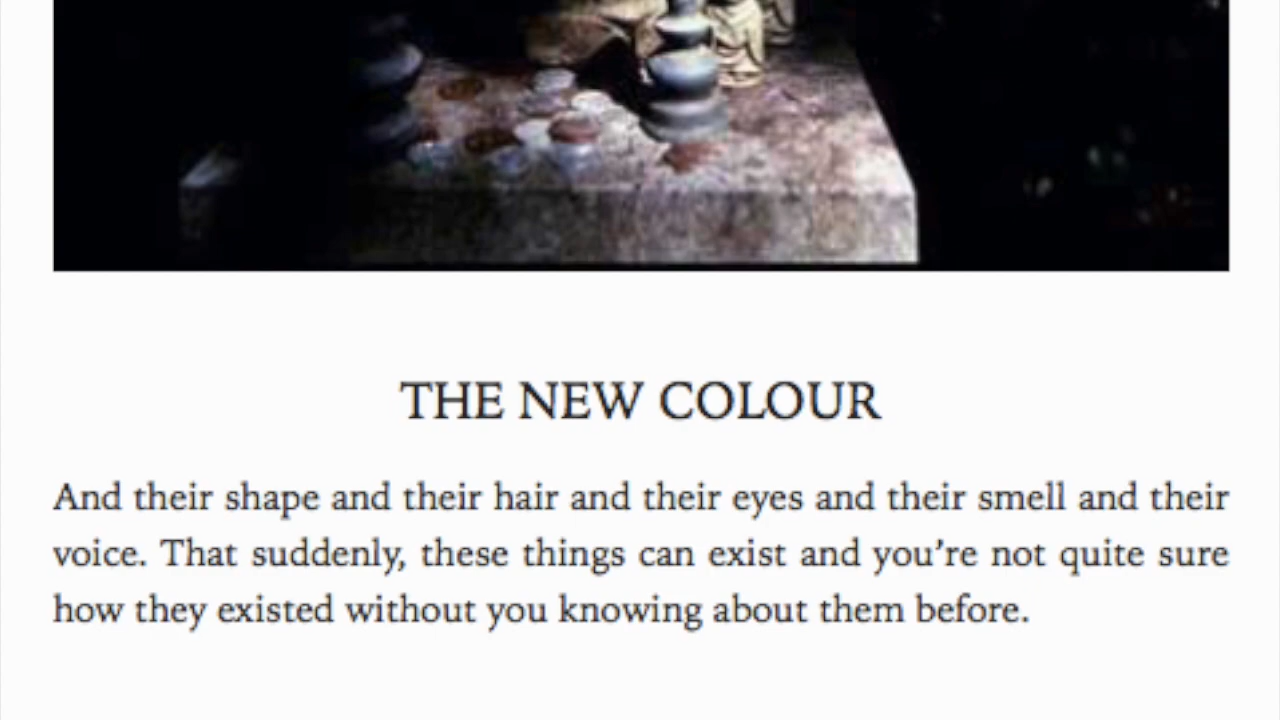 THE NEW COLOUR
And their shape and their hair and their eyes and their smell and their
voice. That suddenly, these things can exist and you’re not quite sure
how they existed without you knowing about them before.